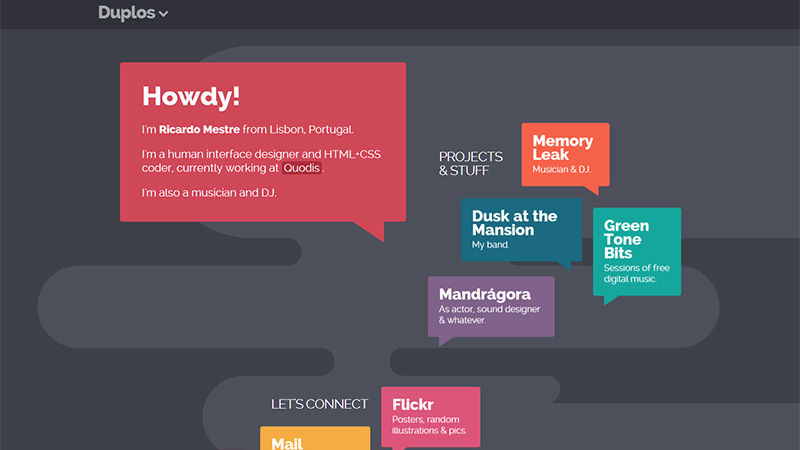 Duplos
Howdy!
I'm Ricardo Mestre from Lisbon, Portugal.
I'm a human interface designer and HTML+CSS
coder, currently working at Quodis.
I'm also a musician and DJ.
PROJECTS
& STUFF
Memory
Leak
Musician & DJ.
Dusk at the
Mansion
My band.
Green
Tone
Bits
Sessions of free
digital music.
Mandrágora
As actor, sound designer
& whatever.
LET'S CONNECT
Flickr
Posters, random
illustrations & pics.
Mail